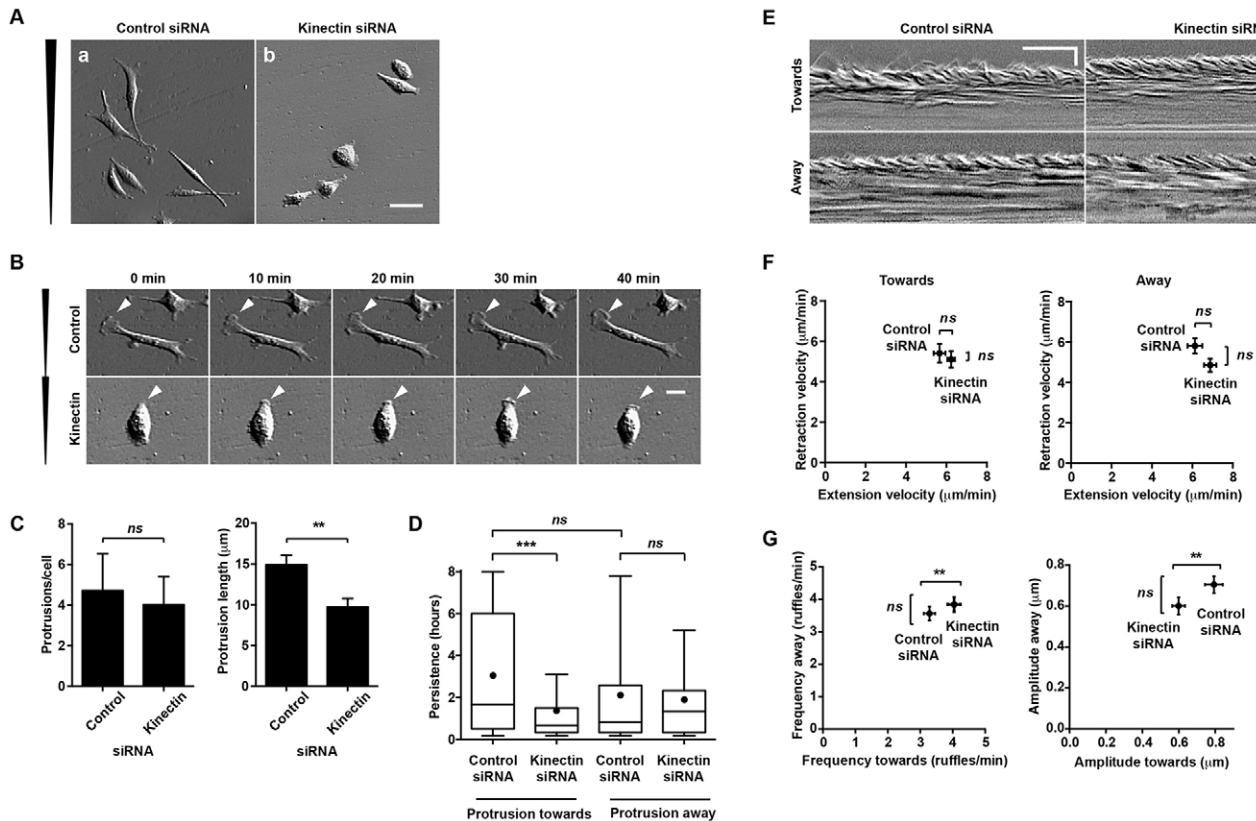 A
Control siRNA
Kinectin siRNA
a
b
B
0 min
10 min
20 min
30 min
40 min
Control
Kinectin
C
Protrusions/cell
8
6
4
2
0
ns
Control
Kinectin
siRNA
Protrusion length (μm)
20
15
10
5
0
**
Control
Kinectin
siRNA
D
Persistence (hours)
8
6
4
2
0
ns
***
ns
Control
siRNA
Kinectin
siRNA
Control
siRNA
Kinectin
siRNA
Protrusion towards
Protrusion away
E
Control siRNA
Kinectin
Towards
Away
F
Towards
Retraction velocity (μm/min)
8
6
4
2
0
ns
Control
siRNA
ns
Kinectin
siRNA
0 2 4 6 8
Extension velocity (μm/min)
Away
Retraction velocity (μm/min)
8
6
4
2
0
ns
Control
siRNA
ns
Kinectin
siRNA
0 2 4 6 8
Extension velocity (μm/min)
G
Frequency away (ruffles/min)
5
4
3
2
1
0
**
ns
Control
siRNA
Kinectin
siRNA
0 1 2 3 4 5
Frequency towards (ruffles/min)
Amplitude away (μm)
0.8
0.6
0.4
0.2
0.0
**
ns
Kinectin
siRNA
Control
siRNA
0.0 0.2 0.4 0.6 0.8
Amplitude towards (μm)